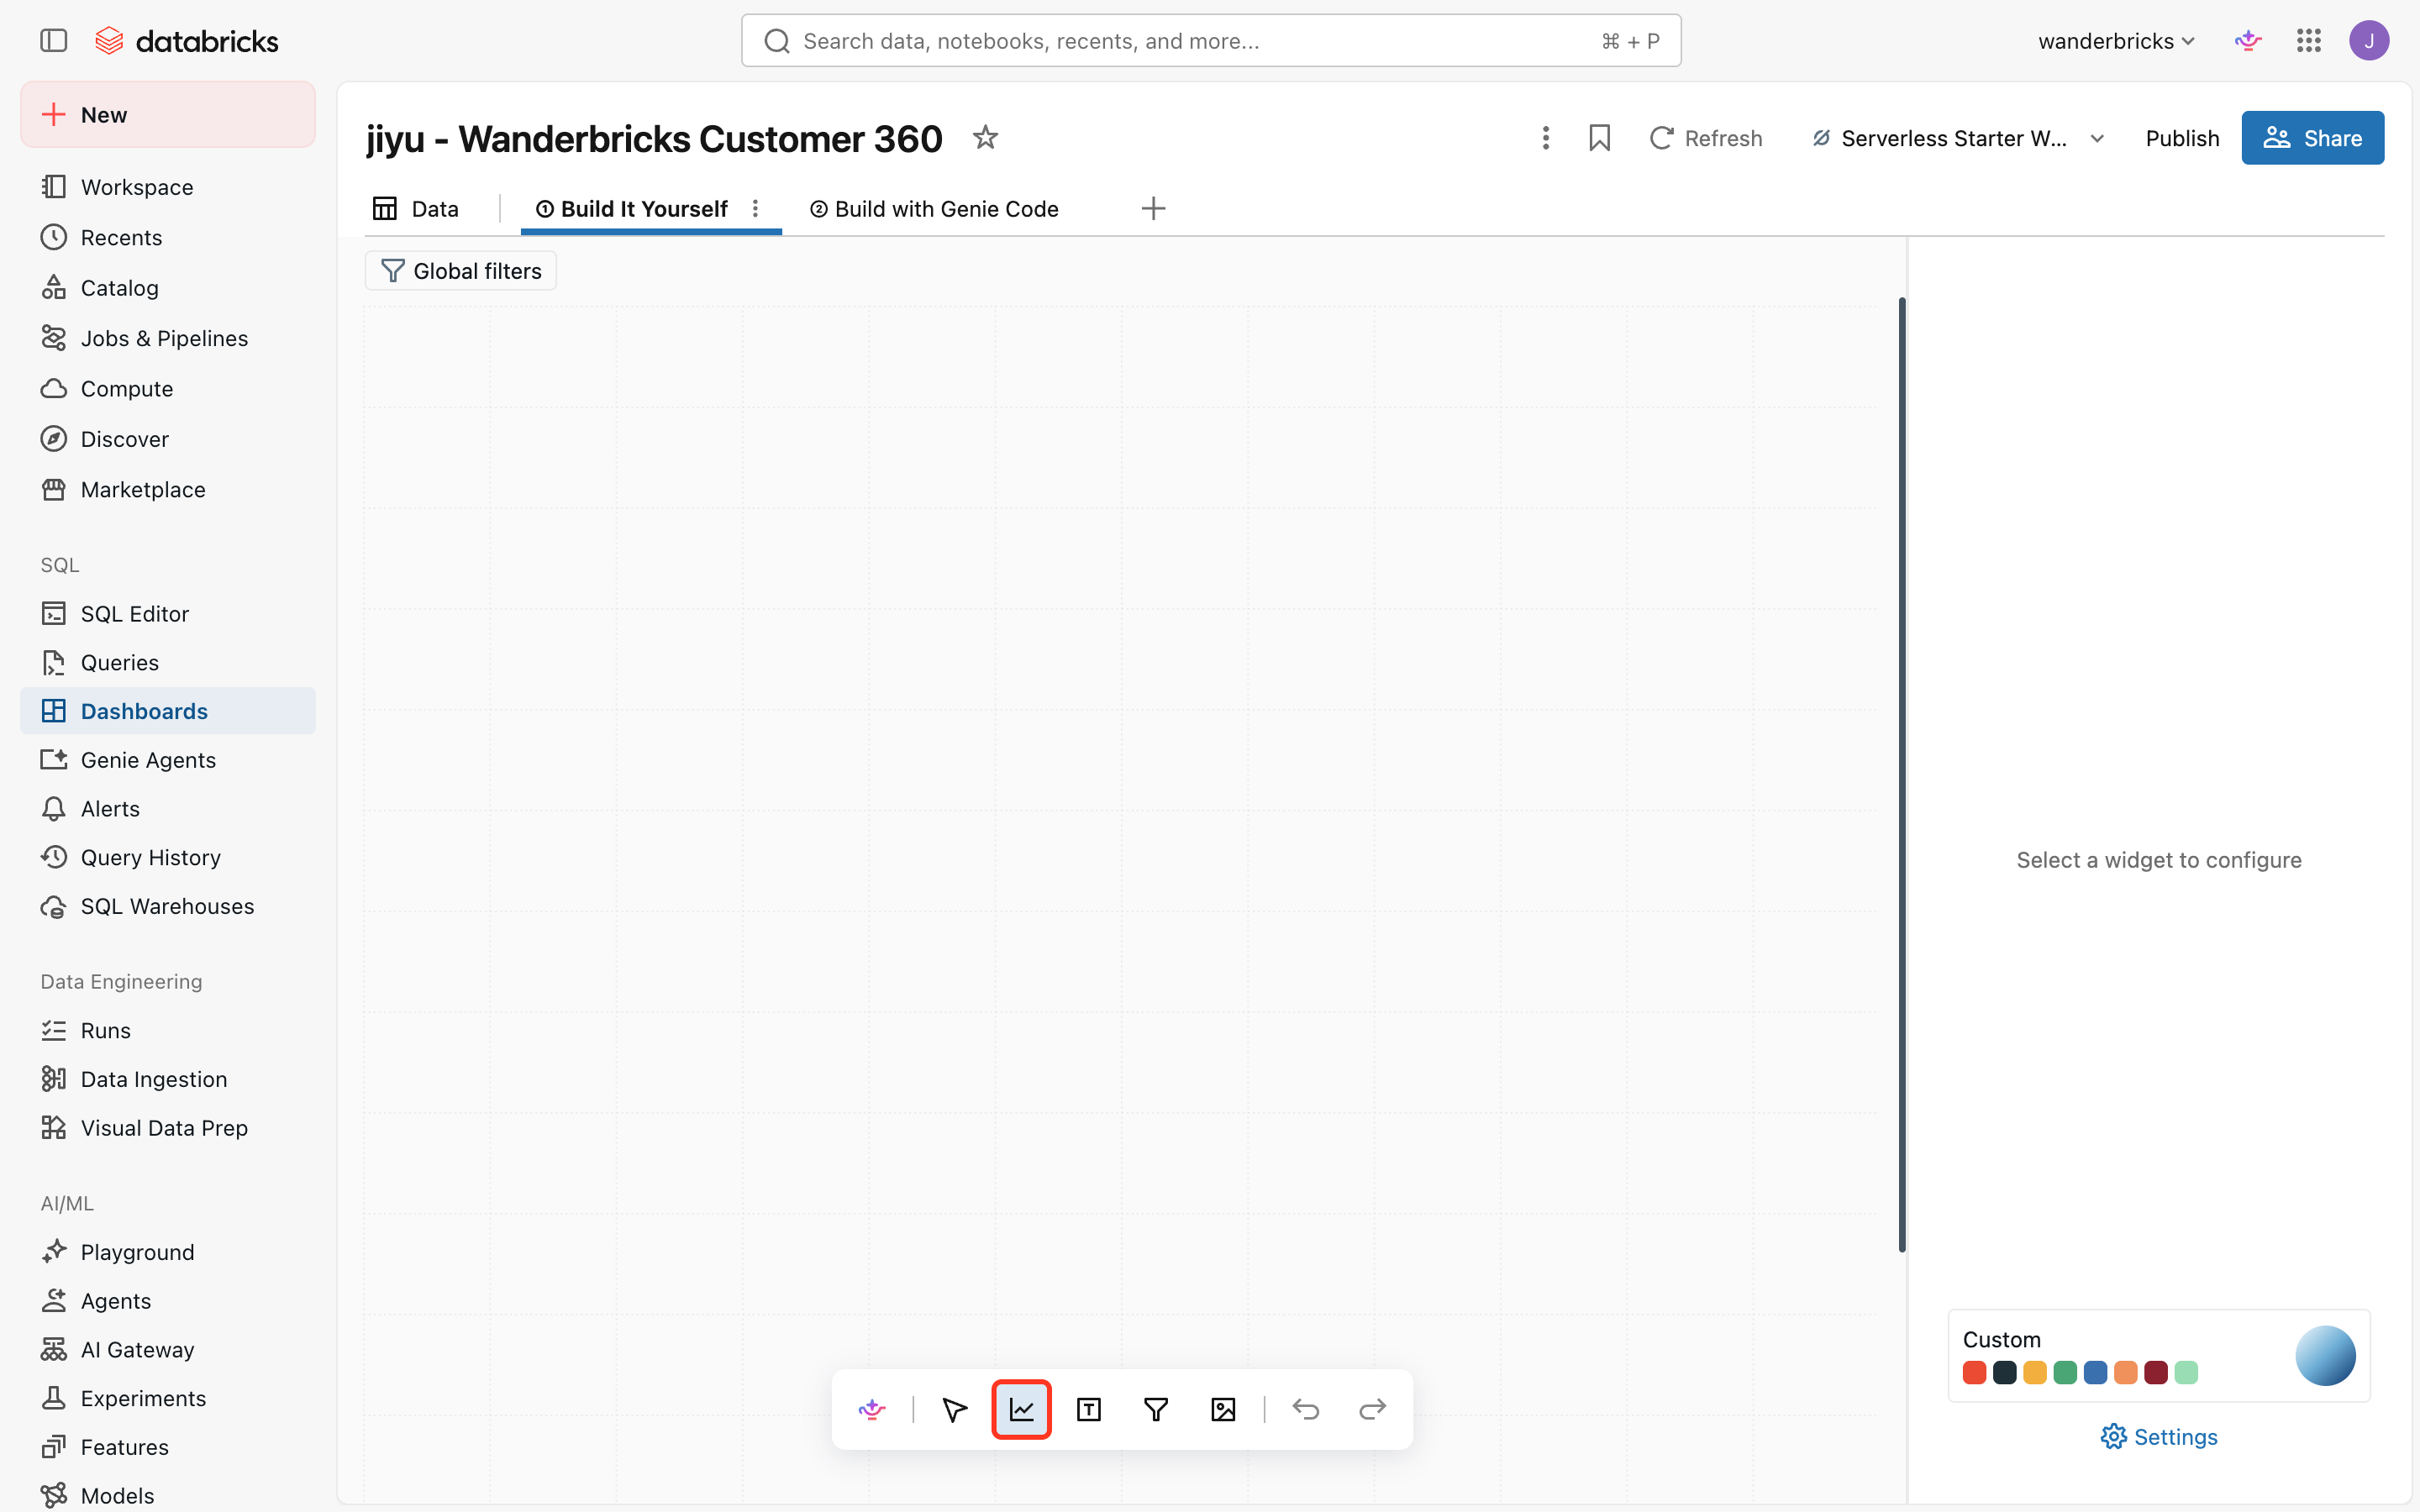 databricks
Search data, notebooks, recents, and more...
⌘ + P
wanderbricks
J
New
Workspace
Recents
Catalog
Jobs & Pipelines
Compute
Discover
Marketplace
SQL
SQL Editor
Queries
Dashboards
Genie Agents
Alerts
Query History
SQL Warehouses
Data Engineering
Runs
Data Ingestion
Visual Data Prep
AI/ML
Playground
Agents
AI Gateway
Experiments
Features
Models
jiyu - Wanderbricks Customer 360
Refresh
Serverless Starter W...
Publish
Share
Data
① Build It Yourself
② Build with Genie Code
Global filters
Select a widget to configure
Custom
Settings